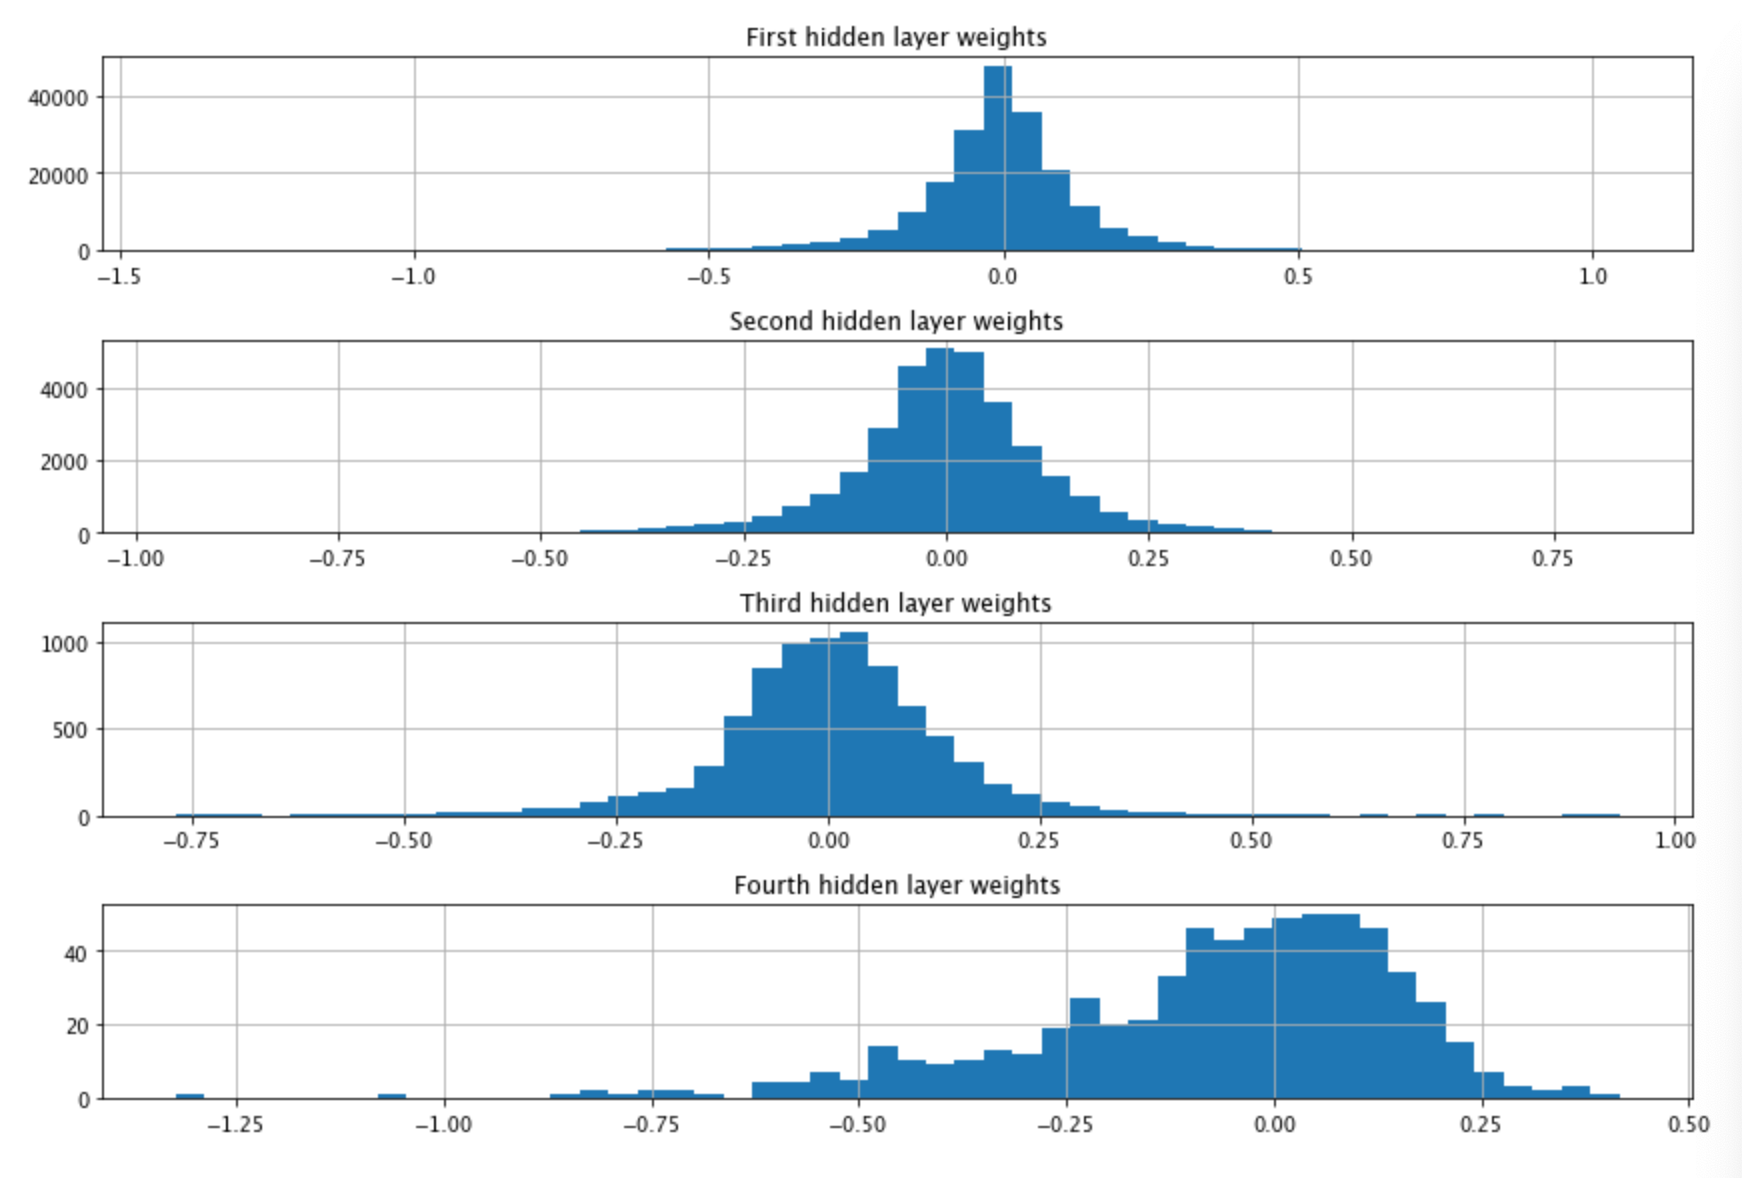 First hidden layer weights
40000
20000
0
−1.5 −1.0 −0.5 0.0 0.5 1.0
Second hidden layer weights
4000
2000
0
−1.00 −0.75 −0.50 −0.25 0.00 0.25 0.50 0.75
Third hidden layer weights
1000
500
0
−0.75 −0.50 −0.25 0.00 0.25 0.50 0.75 1.00
Fourth hidden layer weights
40
20
0
−1.25 −1.00 −0.75 −0.50 −0.25 0.00 0.25 0.50